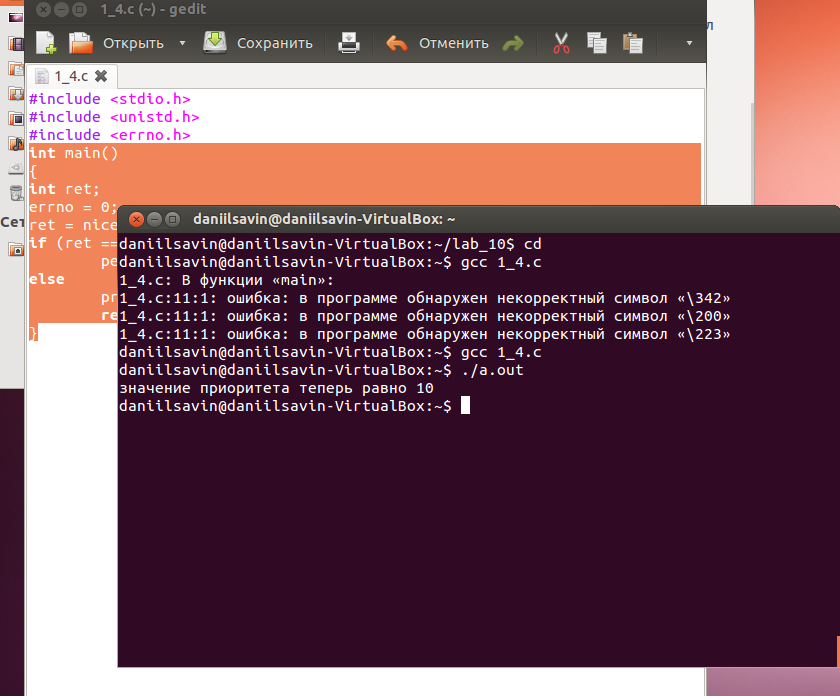 1_4.c (~) - gedit
Открыть
Сохранить
Отменить
1_4.c
#include <stdio.h>
#include <unistd.h>
#include <errno.h>
int main()
{
int ret;
errno = 0;
ret = nice
if (ret ==
pe
else
pr
re
}
Сет
л
daniilsavin@daniilsavin-VirtualBox: ~
daniilsavin@daniilsavin-VirtualBox:~/lab_10$ cd
daniilsavin@daniilsavin-VirtualBox:~$ gcc 1_4.c
1_4.c: В функции «main»:
1_4.c:11:1: ошибка: в программе обнаружен некорректный символ «\342»
1_4.c:11:1: ошибка: в программе обнаружен некорректный символ «\200»
1_4.c:11:1: ошибка: в программе обнаружен некорректный символ «\223»
daniilsavin@daniilsavin-VirtualBox:~$ gcc 1_4.c
daniilsavin@daniilsavin-VirtualBox:~$ ./a.out
значение приоритета теперь равно 10
daniilsavin@daniilsavin-VirtualBox:~$